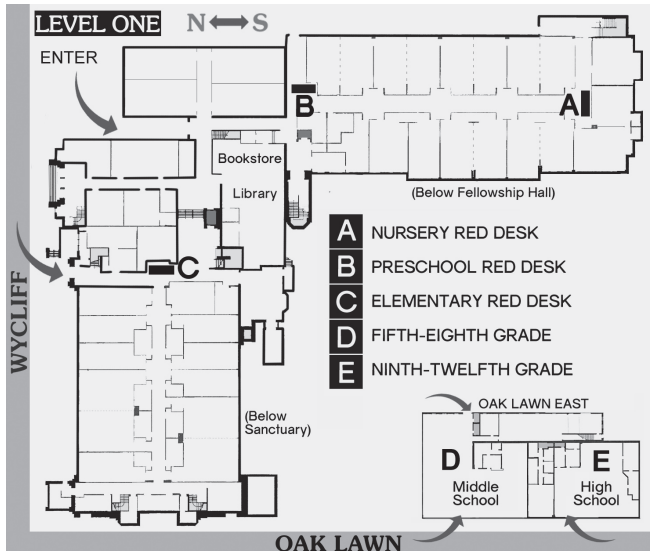 LEVEL ONE
N S
ENTER
B
A
Bookstore
Library
(Below Fellowship Hall)
A NURSERY RED DESK
B PRESCHOOL RED DESK
C ELEMENTARY RED DESK
D FIFTH-EIGHTH GRADE
E NINTH-TWELFTH GRADE
C
WYCLIFF
(Below
Sanctuary)
OAK LAWN EAST
D
Middle
School
E
High
School
OAK LAWN